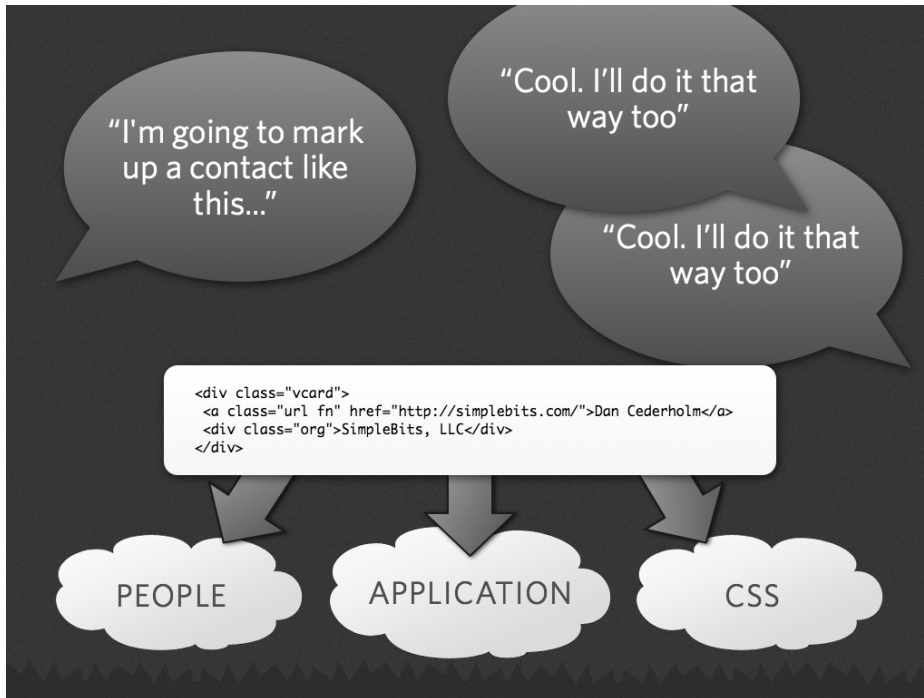 “I'm going to mark
up a contact like
this...”
“Cool. I’ll do it that
way too”
“Cool. I’ll do it that
way too”
<div class="vcard">
 <a class="url fn" href="http://simplebits.com/">Dan Cederholm</a>
 <div class="org">SimpleBits, LLC</div>
</div>
PEOPLE
APPLICATION
CSS